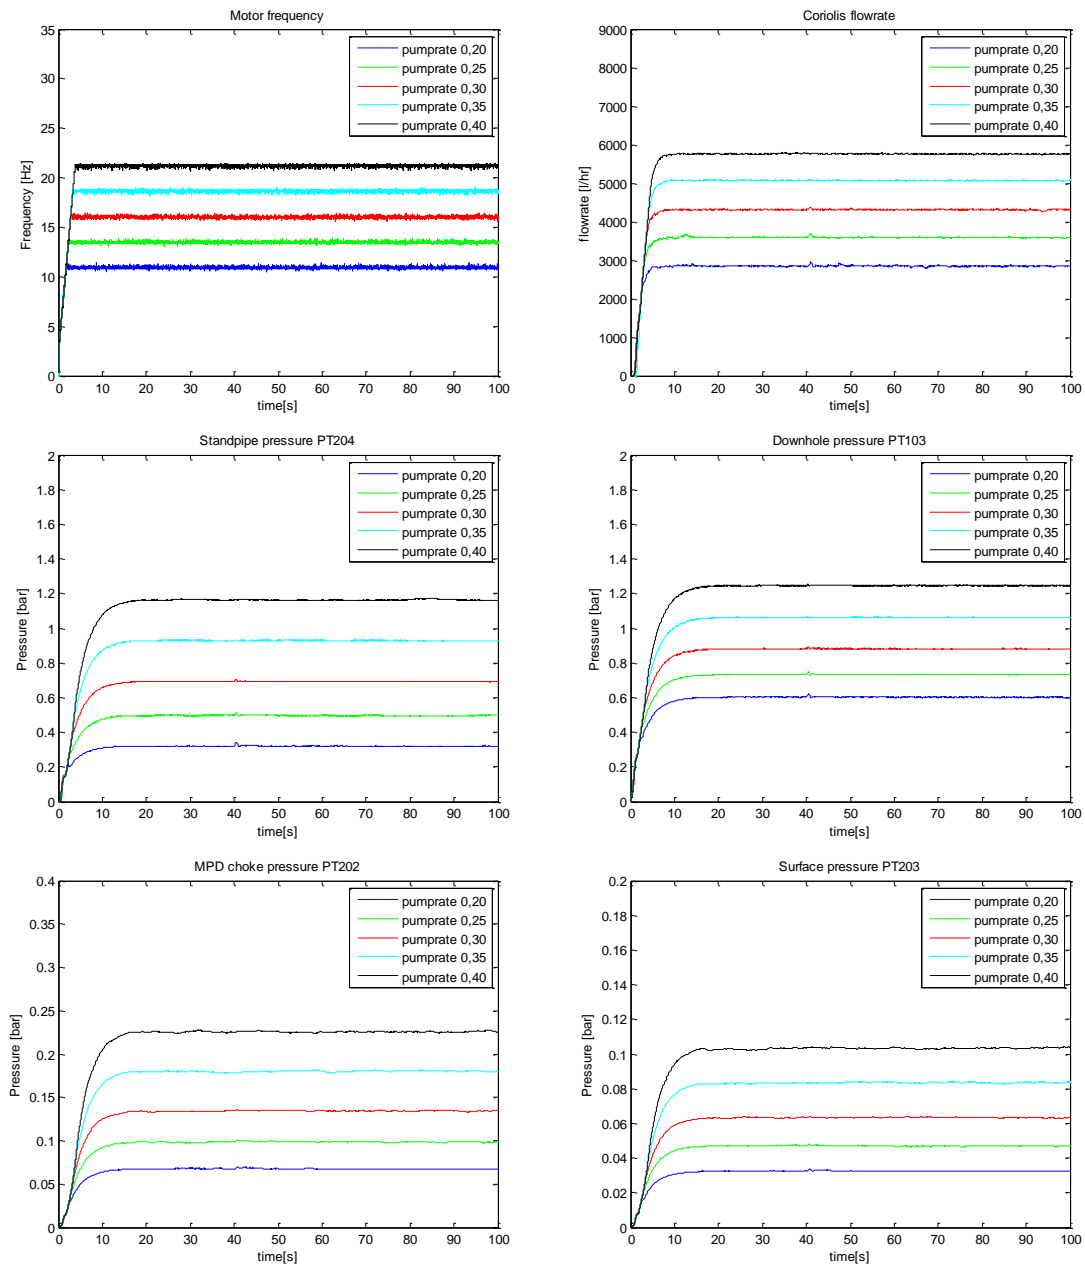 Motor frequency
35
30
25
20
15
10
5
0
Frequency [Hz]
pumprate 0,20
pumprate 0,25
pumprate 0,30
pumprate 0,35
pumprate 0,40
0 10 20 30 40 50 60 70 80 90 100
time[s]
Coriolis flowrate
9000
8000
7000
6000
5000
4000
3000
2000
1000
0
flowrate [l/hr]
pumprate 0,20
pumprate 0,25
pumprate 0,30
pumprate 0,35
pumprate 0,40
0 10 20 30 40 50 60 70 80 90 100
time[s]
Standpipe pressure PT204
2
1.8
1.6
1.4
1.2
1
0.8
0.6
0.4
0.2
0
Pressure [bar]
pumprate 0,20
pumprate 0,25
pumprate 0,30
pumprate 0,35
pumprate 0,40
0 10 20 30 40 50 60 70 80 90 100
time[s]
Downhole pressure PT103
2
1.8
1.6
1.4
1.2
1
0.8
0.6
0.4
0.2
0
Pressure [bar]
pumprate 0,20
pumprate 0,25
pumprate 0,30
pumprate 0,35
pumprate 0,40
0 10 20 30 40 50 60 70 80 90 100
time[s]
MPD choke pressure PT202
0.4
0.35
0.3
0.25
0.2
0.15
0.1
0.05
0
Pressure [bar]
pumprate 0,20
pumprate 0,25
pumprate 0,30
pumprate 0,35
pumprate 0,40
0 10 20 30 40 50 60 70 80 90 100
time[s]
Surface pressure PT203
0.2
0.18
0.16
0.14
0.12
0.1
0.08
0.06
0.04
0.02
0
Pressure [bar]
pumprate 0,20
pumprate 0,25
pumprate 0,30
pumprate 0,35
pumprate 0,40
0 10 20 30 40 50 60 70 80 90 100
time[s]